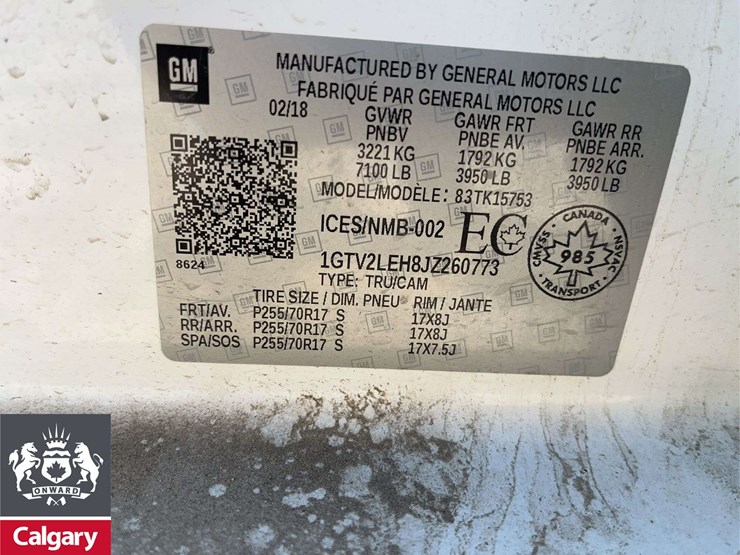 GM
MANUFACTURED BY GENERAL MOTORS LLC
FABRIQUÉ PAR GENERAL MOTORS LLC
02/18
GVWR GAWR FRT GAWR RR
PNBV PNBE AV. PNBE ARR.
3221 KG 1792 KG 1792 KG
7100 LB 3950 LB 3950 LB
MODEL/MODÈLE: 83TK15753
ICES/NMB-002 EC
8624
1GTV2LEH8JZ260773
TYPE: TRU/CAM
CANADA
CMVSS 985 NSVAC
TRANSPORT
TIRE SIZE / DIM. PNEU RIM / JANTE
FRT/AV. P255/70R17 S 17X8J
RR/ARR. P255/70R17 S 17X8J
SPA/SOS P255/70R17 S 17X7.5J
ONWARD
Calgary